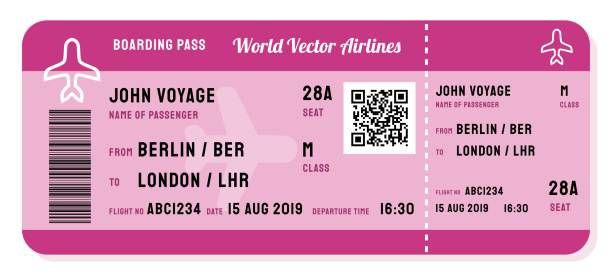 BOARDING PASS World Vector Airlines
JOHN VOYAGE
NAME OF PASSENGER
28A
SEAT
FROM BERLIN / BER
M
CLASS
TO LONDON / LHR
FLIGHT NO ABC1234 DATE 15 AUG 2019 DEPARTURE TIME 16:30
JOHN VOYAGE
NAME OF PASSENGER
M
CLASS
FROM BERLIN / BER
TO LONDON / LHR
FLIGHT NO ABC1234
15 AUG 2019 16:30
28A
SEAT